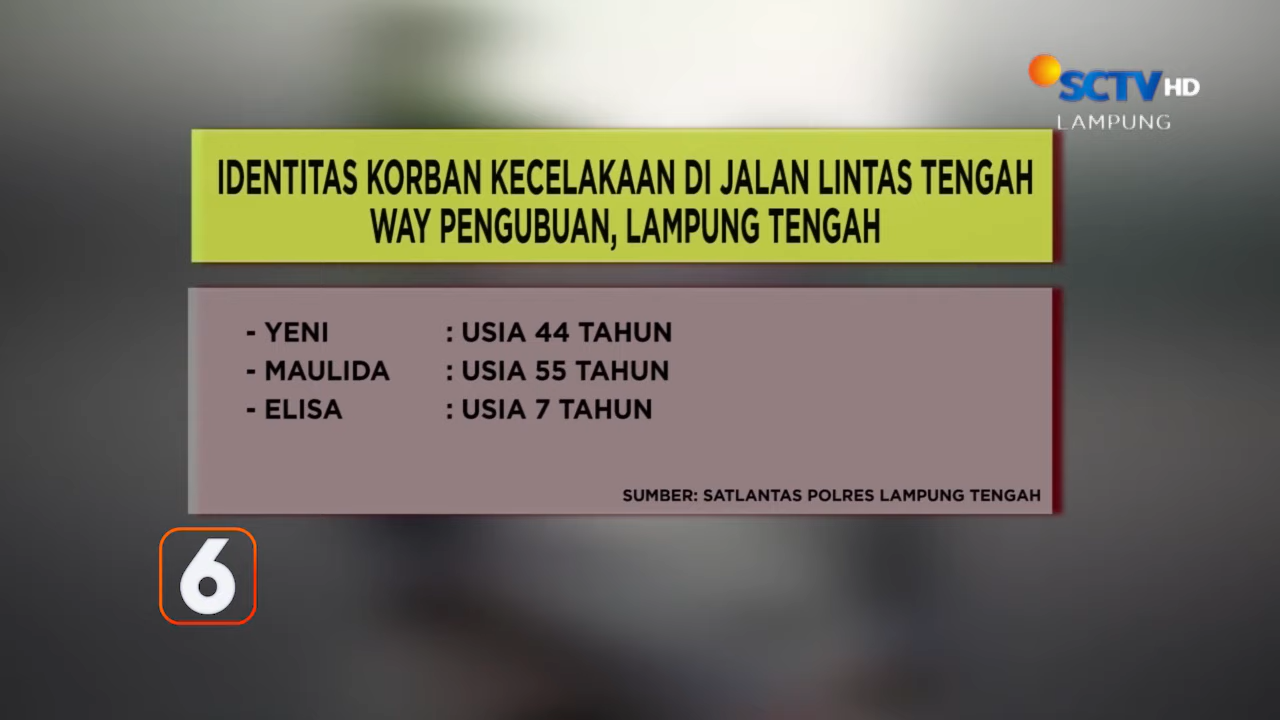 SCTV HD
LAMPUNG
IDENTITAS KORBAN KECELAKAAN DI JALAN LINTAS TENGAH
WAY PENGUBUAN, LAMPUNG TENGAH
- YENI : USIA 44 TAHUN
- MAULIDA : USIA 55 TAHUN
- ELISA : USIA 7 TAHUN
SUMBER: SATLANTAS POLRES LAMPUNG TENGAH
6